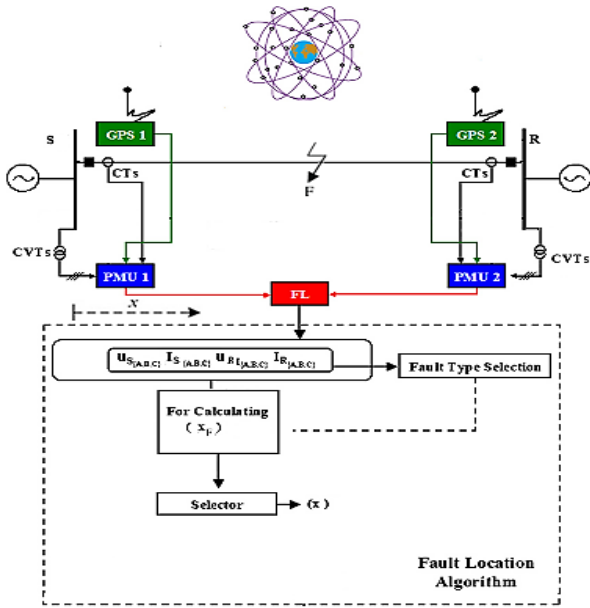 S
GPS 1
GPS 2
R
CTs
F
CTs
CVTs
CVTs
PMU 1
PMU 2
FL
x
uS[A,B,C] IS[A,B,C] uR[[A,B,C] IR[A,B,C]
Fault Type Selection
For Calculating
( xF )
Selector
(x)
Fault Location
Algorithm